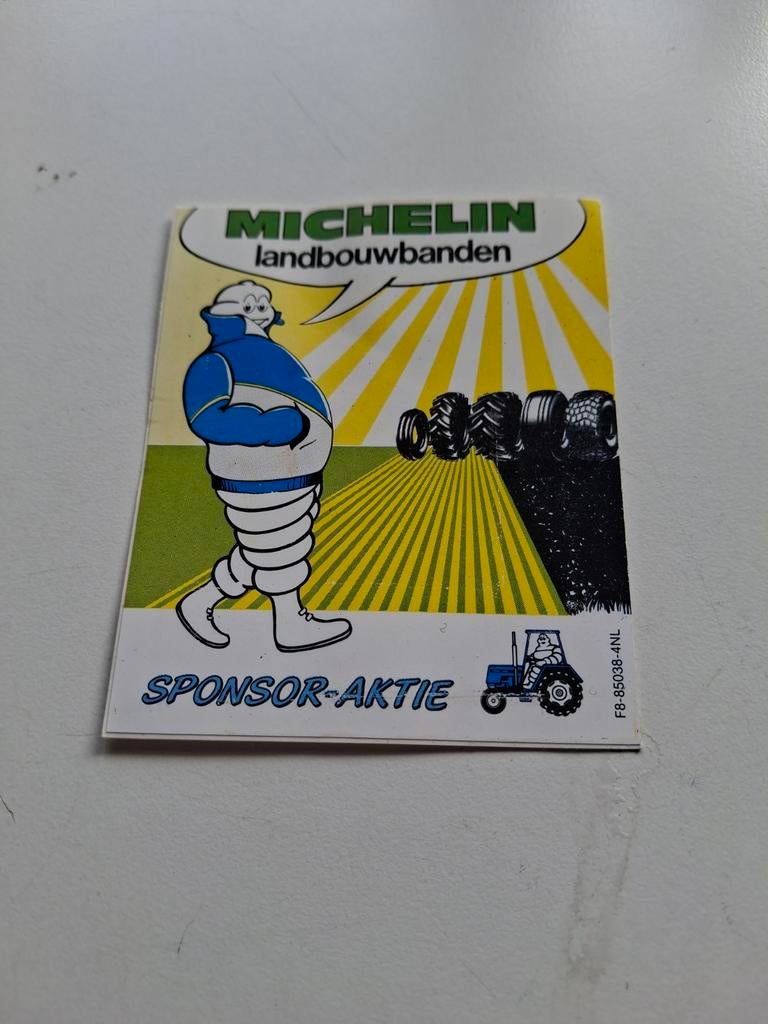 MICHELIN
landbouwbanden
SPONSOR-AKTIE
F8-85038-4NL